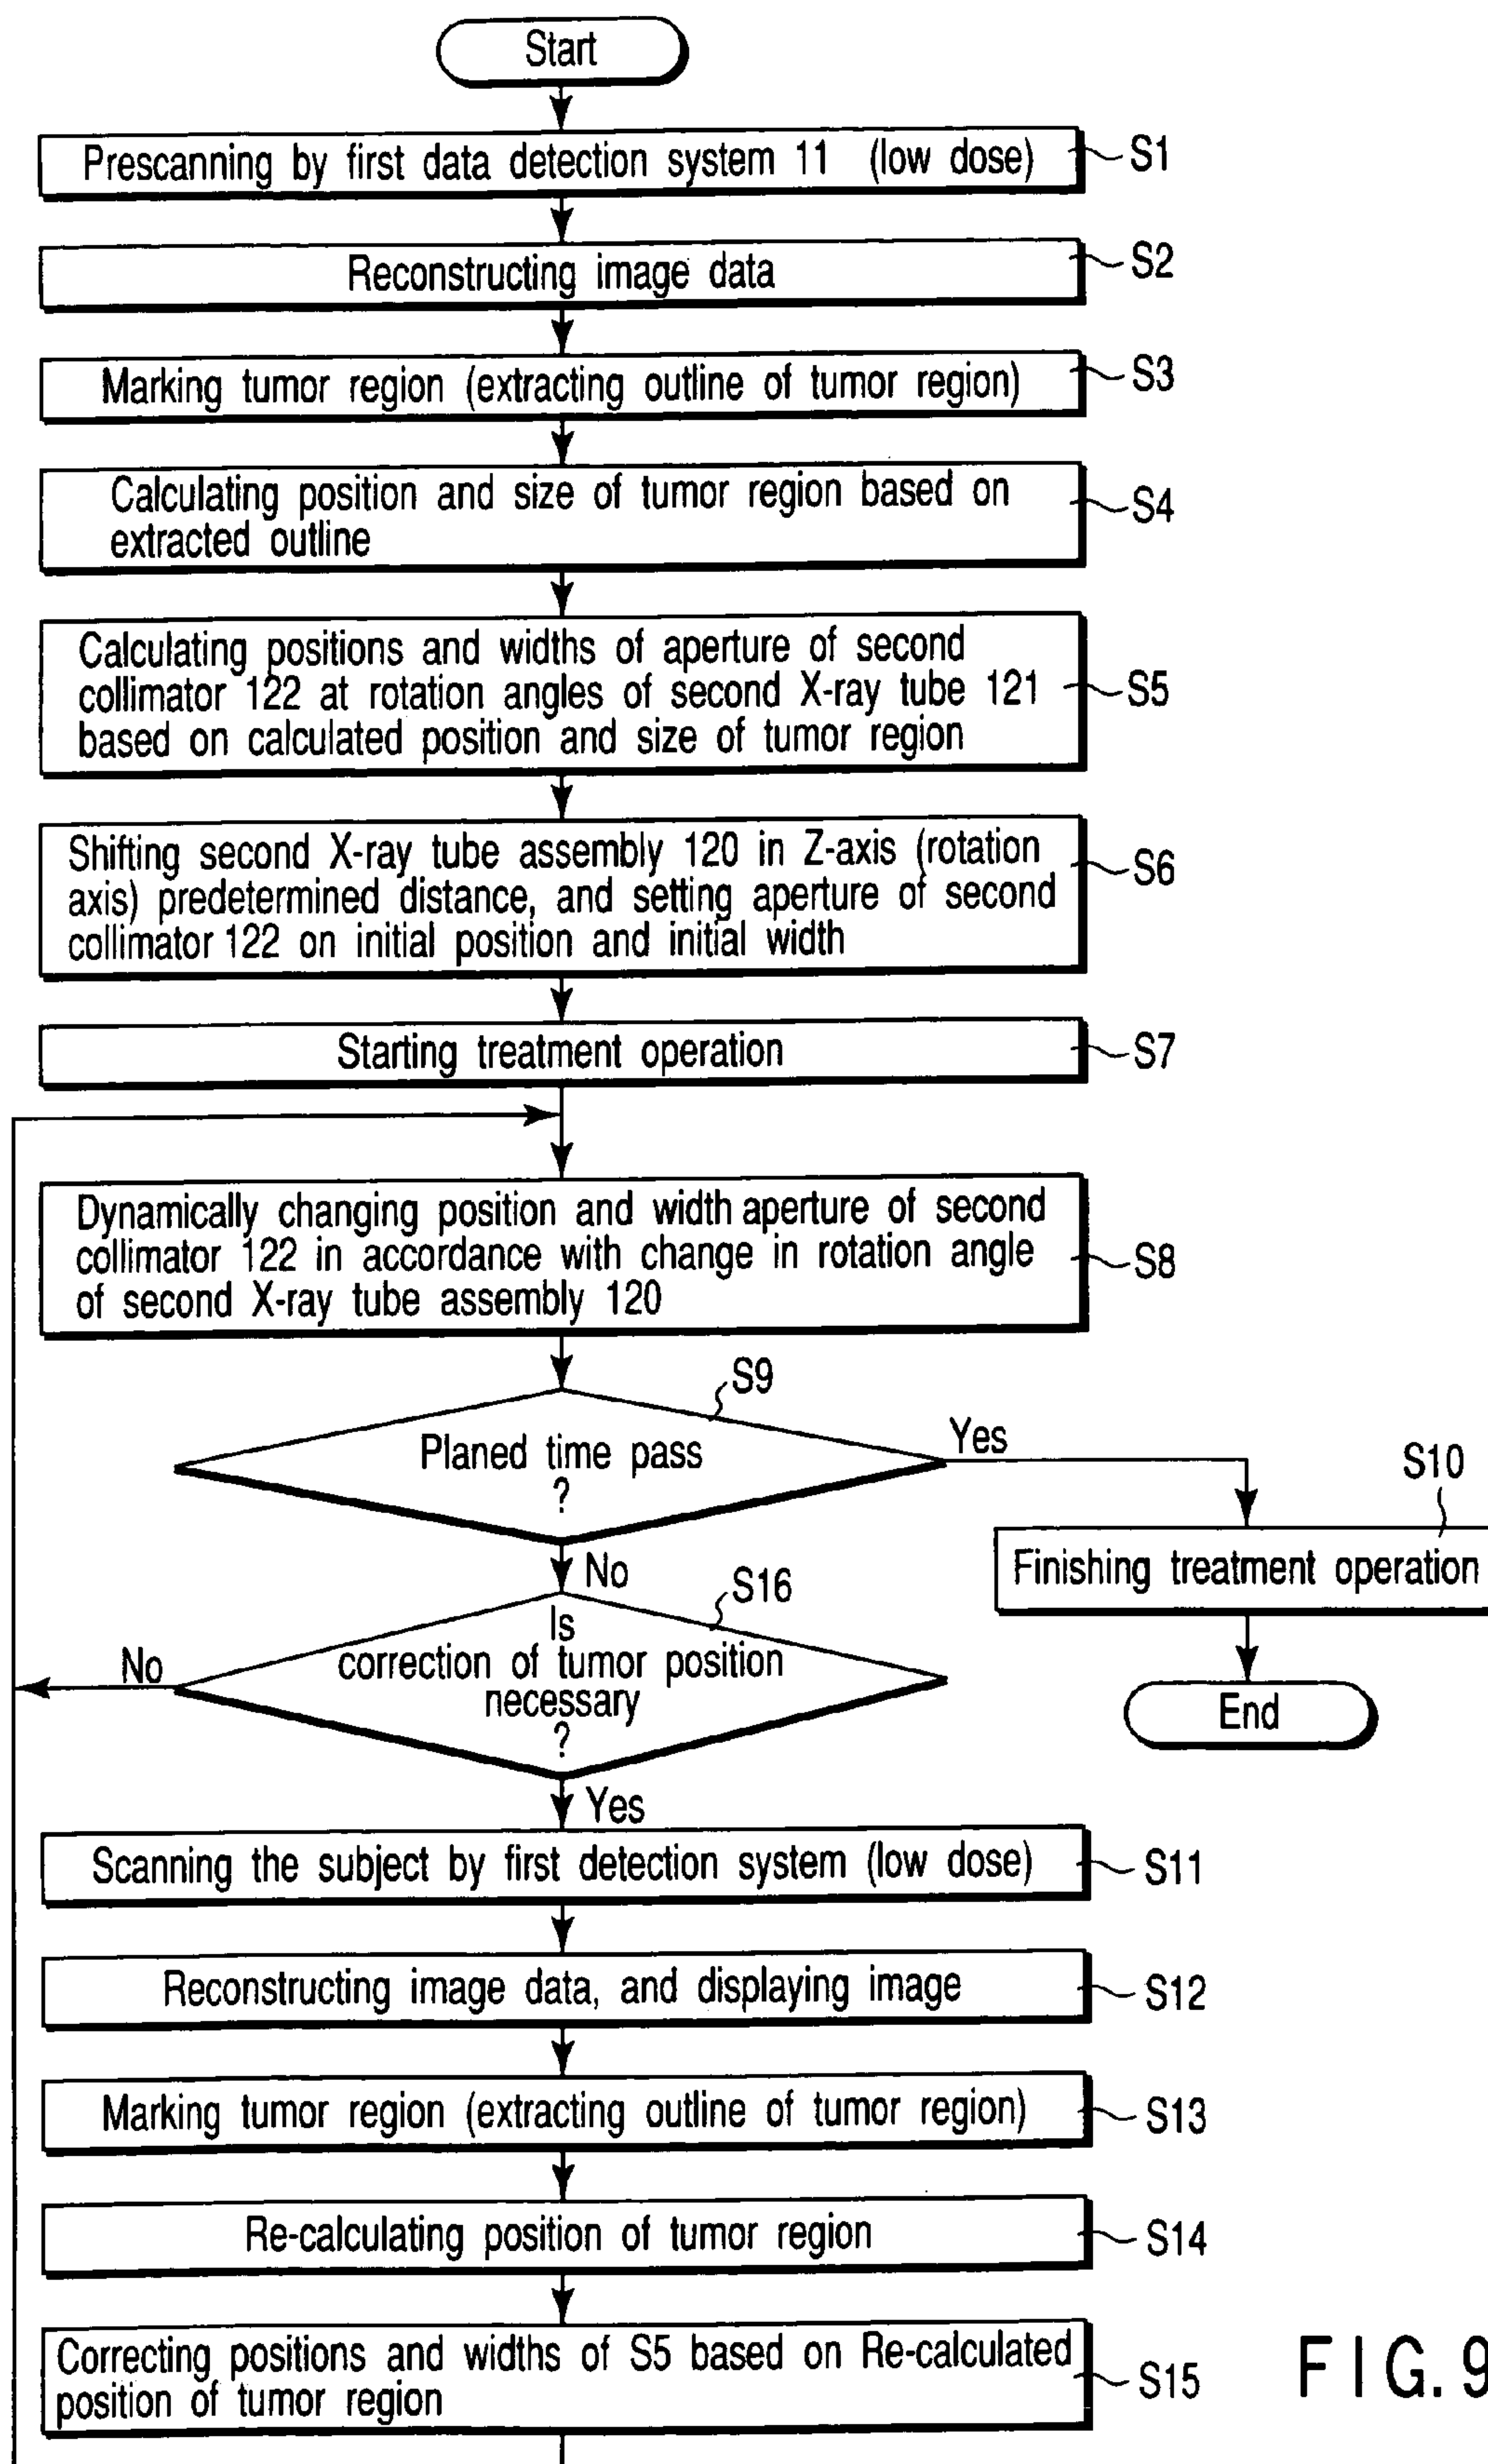 Start
Prescanning by first data detection system 11 (low dose)
S1
Reconstructing image data
S2
Marking tumor region (extracting outline of tumor region)
S3
Calculating position and size of tumor region based on
extracted outline
S4
Calculating positions and widths of aperture of second
collimator 122 at rotation angles of second X-ray tube 121
based on calculated position and size of tumor region
S5
Shifting second X-ray tube assembly 120 in Z-axis (rotation
axis) predetermined distance, and setting aperture of second
collimator 122 on initial position and initial width
S6
Starting treatment operation
S7
Dynamically changing position and width aperture of second
collimator 122 in accordance with change in rotation angle
of second X-ray tube assembly 120
S8
S9
Planed time pass
?
Yes
S10
Finishing treatment operation
End
No
S16
Is
correction of tumor position
necessary
?
No
Yes
Scanning the subject by first detection system (low dose)
S11
Reconstructing image data, and displaying image
S12
Marking tumor region (extracting outline of tumor region)
S13
Re-calculating position of tumor region
S14
Correcting positions and widths of S5 based on Re-calculated
position of tumor region
S15
FIG. 9